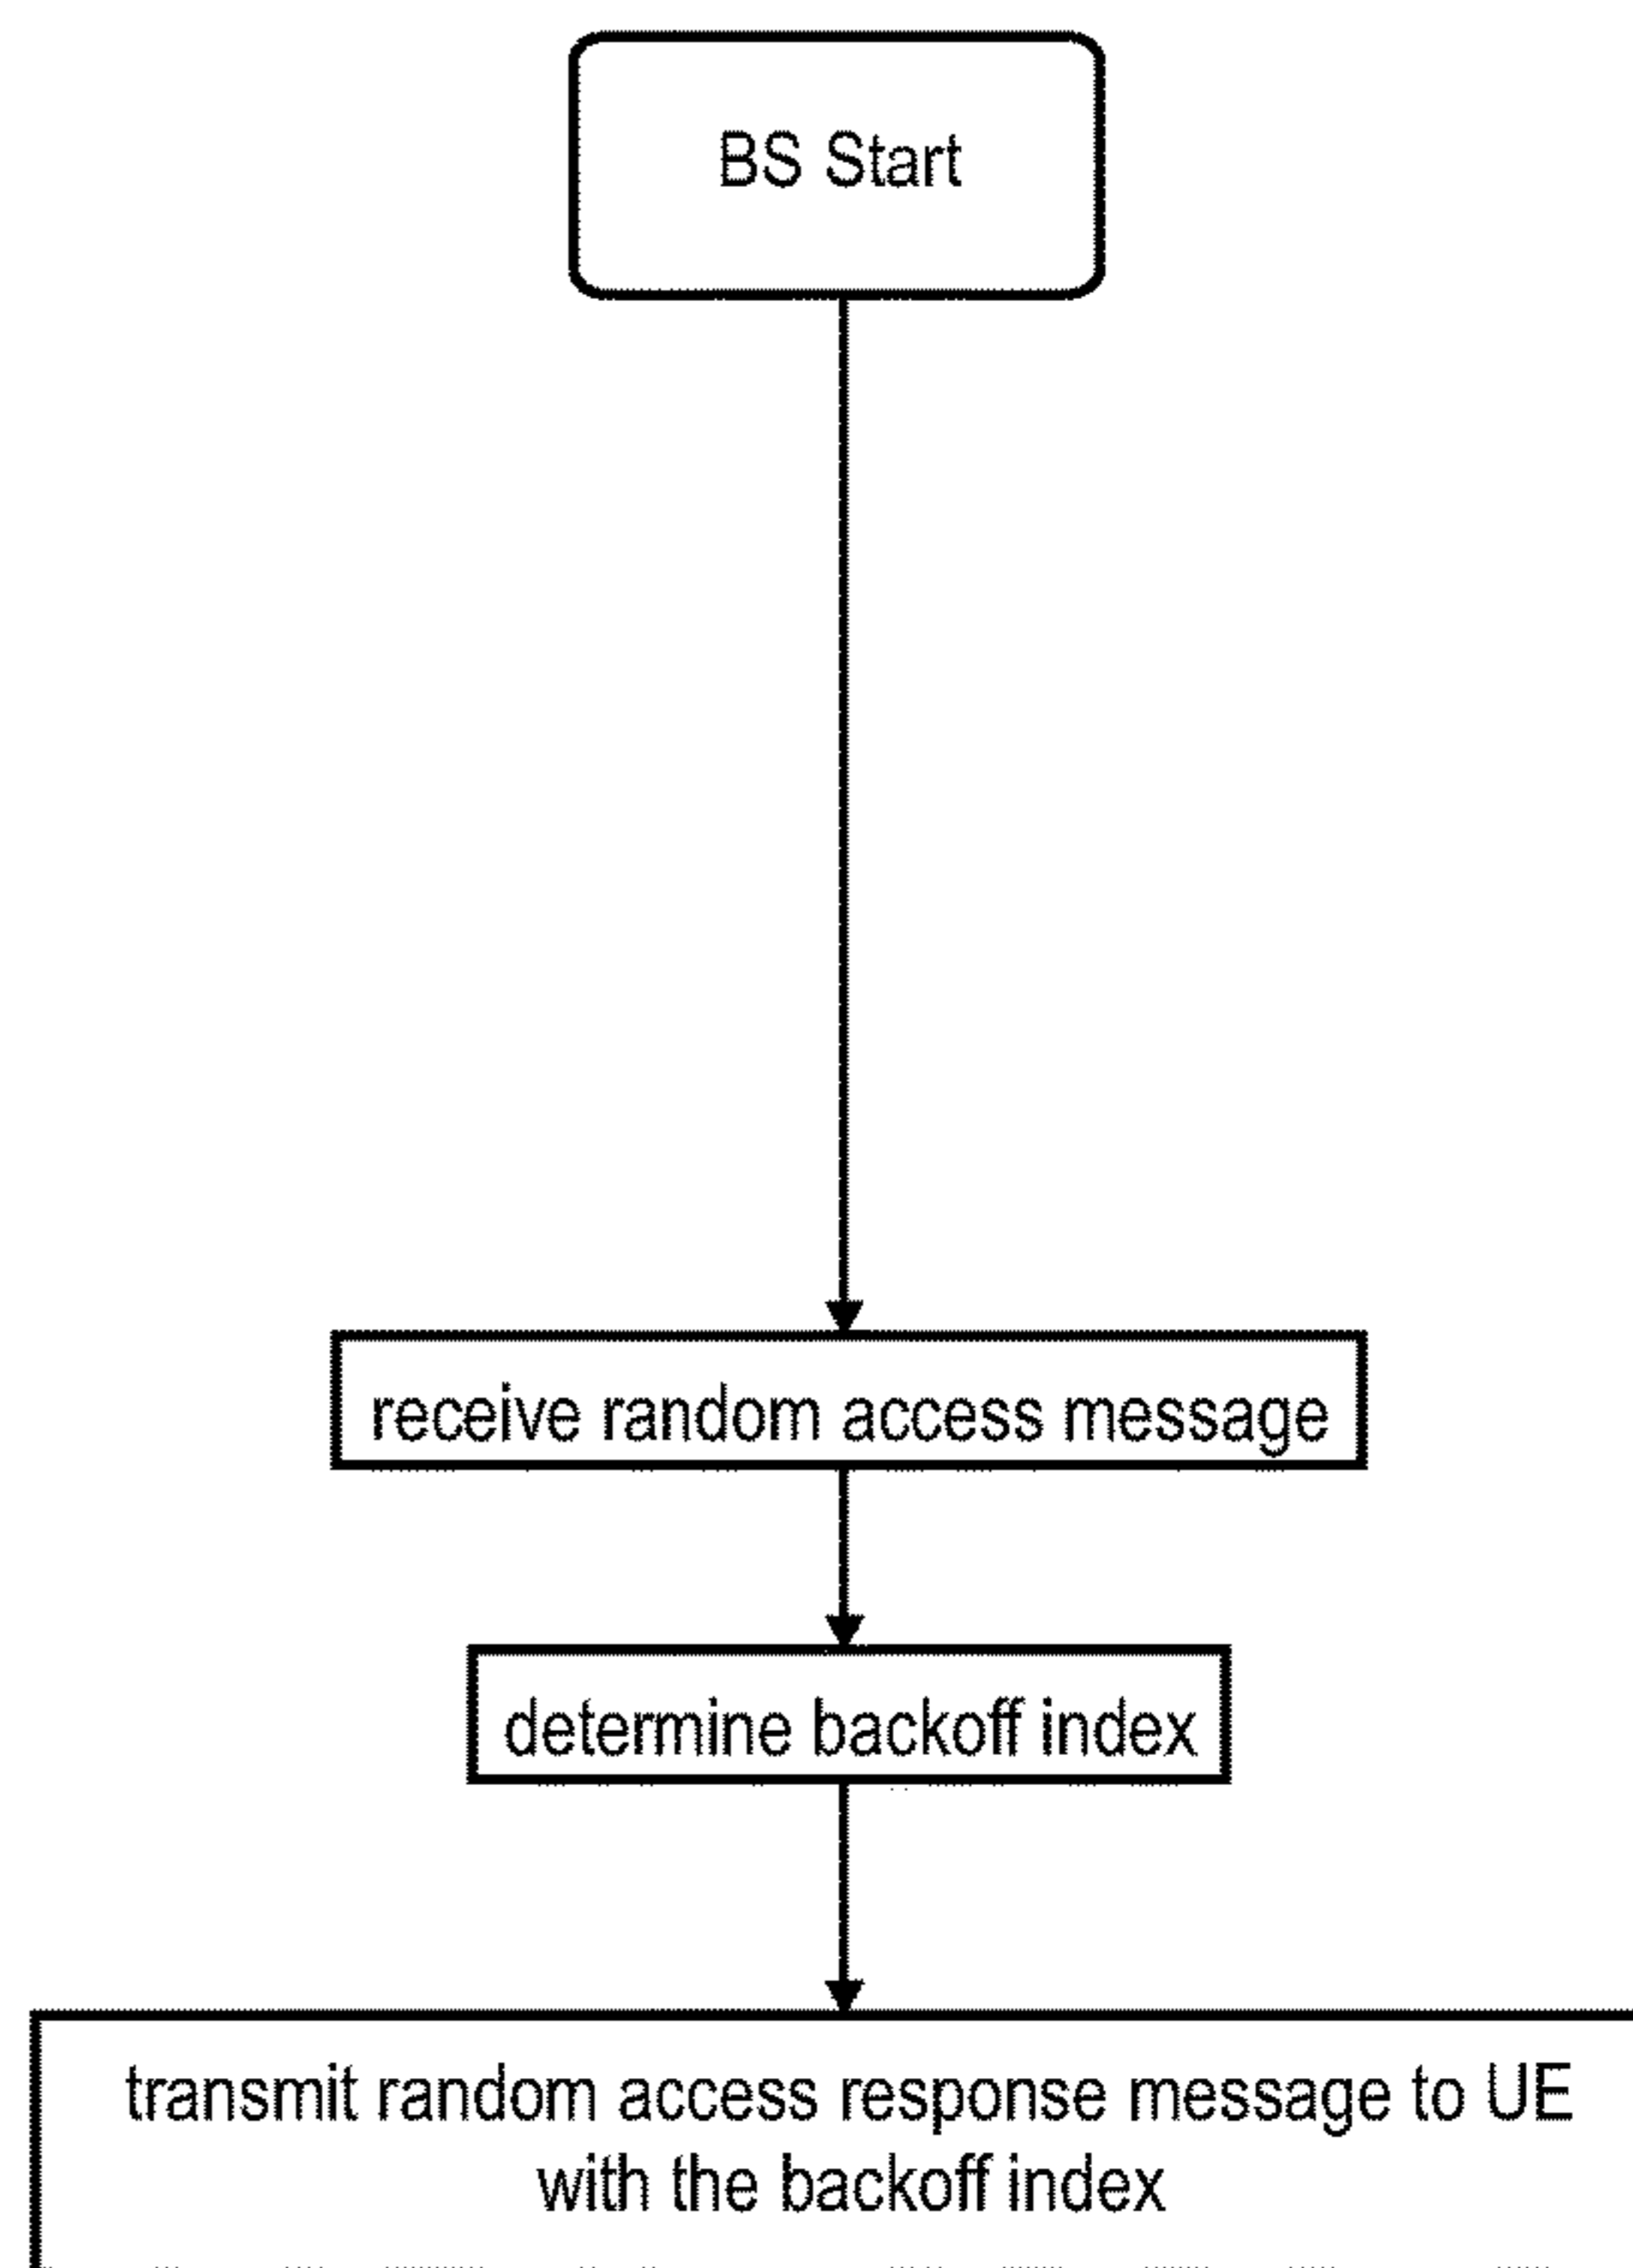 BS Start
receive random access message
determine backoff index
transmit random access response message to UE
with the backoff index